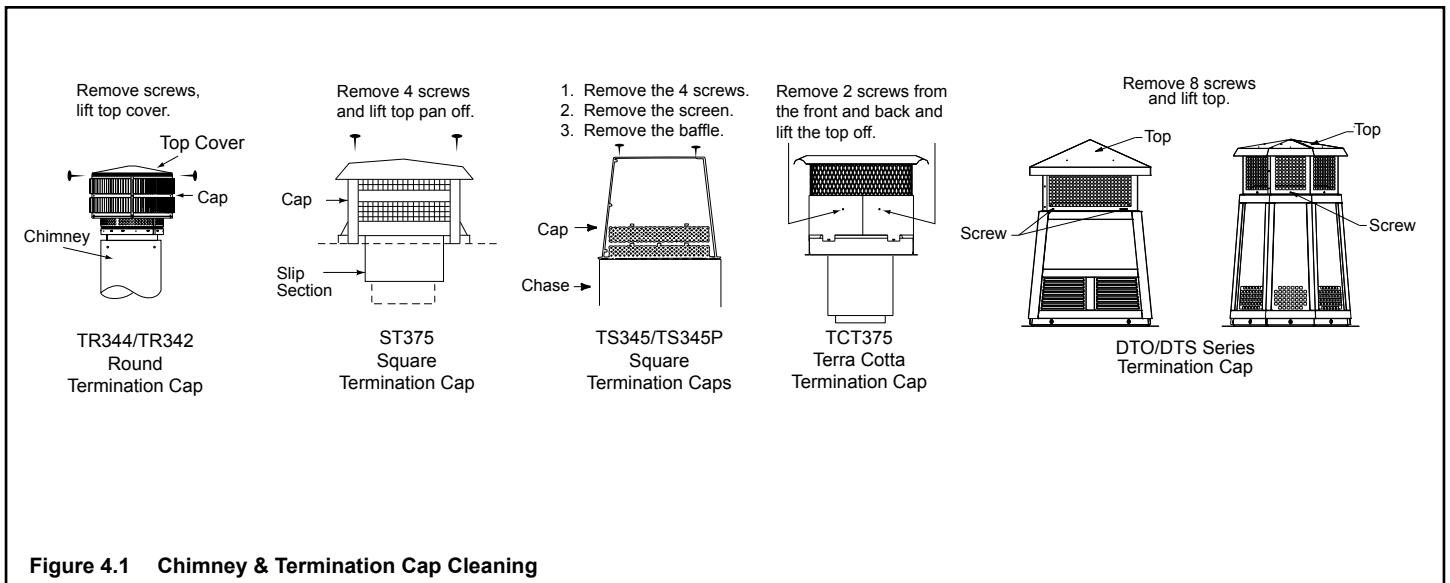 Remove screws,
lift top cover.
Top Cover
Cap
Chimney
TR344/TR342
Round
Termination Cap
Remove 4 screws
and lift top pan off.
Cap
Slip
Section
ST375
Square
Termination Cap
1. Remove the 4 screws.
2. Remove the screen.
3. Remove the baffle.
Cap
Chase
TS345/TS345P
Square
Termination Caps
Remove 2 screws from
the front and back and
lift the top off.
TCT375
Terra Cotta
Termination Cap
Remove 8 screws
and lift top.
Top
Top
Screw
Screw
DTO/DTS Series
Termination Cap
Figure 4.1 Chimney & Termination Cap Cleaning